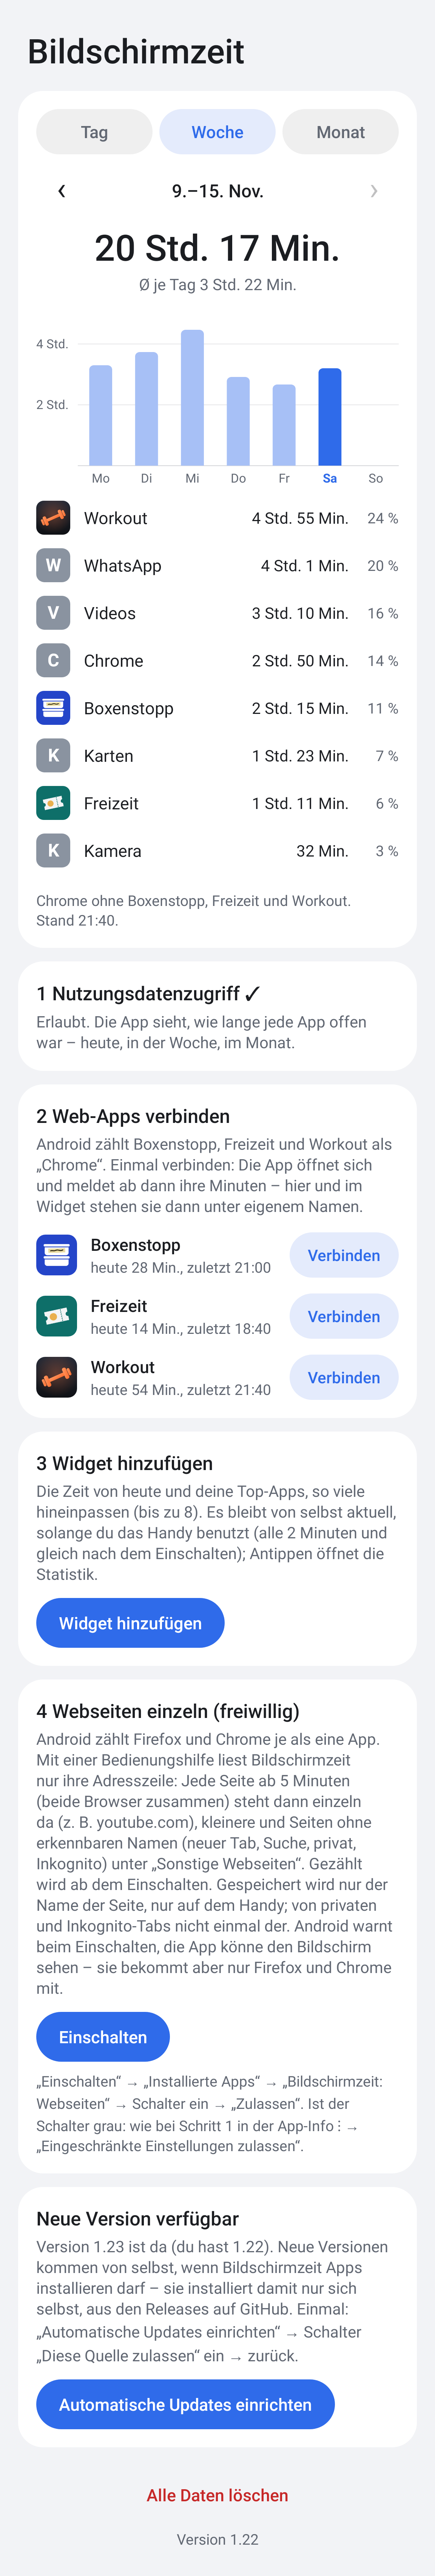 Bildschirmzeit
Tag
Woche
Monat
9.–15. Nov.
20 Std. 17 Min.
Ø je Tag 3 Std. 22 Min.
4 Std.
2 Std.
Mo Di Mi Do Fr Sa So
Workout 4 Std. 55 Min. 24 %
W WhatsApp 4 Std. 1 Min. 20 %
V Videos 3 Std. 10 Min. 16 %
C Chrome 2 Std. 50 Min. 14 %
Boxenstopp 2 Std. 15 Min. 11 %
K Karten 1 Std. 23 Min. 7 %
Freizeit 1 Std. 11 Min. 6 %
K Kamera 32 Min. 3 %
Chrome ohne Boxenstopp, Freizeit und Workout.
Stand 21:40.
1 Nutzungsdatenzugriff ✓
Erlaubt. Die App sieht, wie lange jede App offen
war – heute, in der Woche, im Monat.
2 Web-Apps verbinden
Android zählt Boxenstopp, Freizeit und Workout als
„Chrome“. Einmal verbinden: Die App öffnet sich
und meldet ab dann ihre Minuten – hier und im
Widget stehen sie dann unter eigenem Namen.
Boxenstopp
heute 28 Min., zuletzt 21:00
Verbinden
Freizeit
heute 14 Min., zuletzt 18:40
Verbinden
Workout
heute 54 Min., zuletzt 21:40
Verbinden
3 Widget hinzufügen
Die Zeit von heute und deine Top-Apps, so viele
hineinpassen (bis zu 8). Es bleibt von selbst aktuell,
solange du das Handy benutzt (alle 2 Minuten und
gleich nach dem Einschalten); Antippen öffnet die
Statistik.
Widget hinzufügen
4 Webseiten einzeln (freiwillig)
Android zählt Firefox und Chrome je als eine App.
Mit einer Bedienungshilfe liest Bildschirmzeit
nur ihre Adresszeile: Jede Seite ab 5 Minuten
(beide Browser zusammen) steht dann einzeln
da (z. B. youtube.com), kleinere und Seiten ohne
erkennbaren Namen (neuer Tab, Suche, privat,
Inkognito) unter „Sonstige Webseiten“. Gezählt
wird ab dem Einschalten. Gespeichert wird nur der
Name der Seite, nur auf dem Handy; von privaten
und Inkognito-Tabs nicht einmal der. Android warnt
beim Einschalten, die App könne den Bildschirm
sehen – sie bekommt aber nur Firefox und Chrome
mit.
Einschalten
„Einschalten“ → „Installierte Apps“ → „Bildschirmzeit:
Webseiten“ → Schalter ein → „Zulassen“. Ist der
Schalter grau: wie bei Schritt 1 in der App-Info ⋮ →
„Eingeschränkte Einstellungen zulassen“.
Neue Version verfügbar
Version 1.23 ist da (du hast 1.22). Neue Versionen
kommen von selbst, wenn Bildschirmzeit Apps
installieren darf – sie installiert damit nur sich
selbst, aus den Releases auf GitHub. Einmal:
„Automatische Updates einrichten“ → Schalter
„Diese Quelle zulassen“ ein → zurück.
Automatische Updates einrichten
Alle Daten löschen
Version 1.22